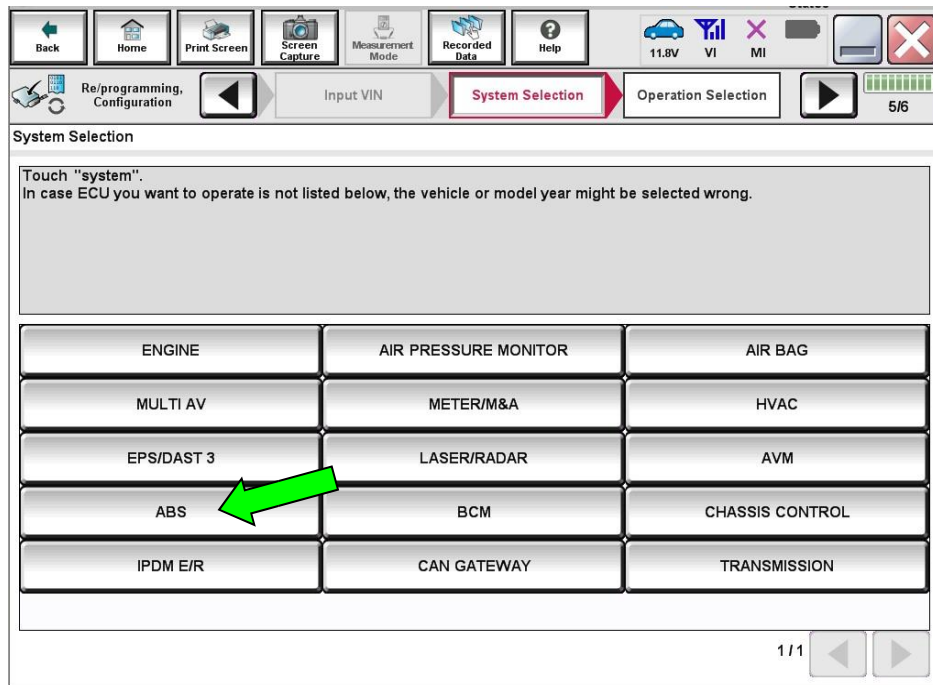 Back
Home
Print Screen
Screen
Capture
Measurement
Mode
Recorded
Data
Help
11.8V
VI
MI
Re/programming,
Configuration
Input VIN
System Selection
Operation Selection
5/6
System Selection
Touch "system".
In case ECU you want to operate is not listed below, the vehicle or model year might be selected wrong.
ENGINE
AIR PRESSURE MONITOR
AIR BAG
MULTI AV
METER/M&A
HVAC
EPS/DAST 3
LASER/RADAR
AVM
ABS
BCM
CHASSIS CONTROL
IPDM E/R
CAN GATEWAY
TRANSMISSION
1/1